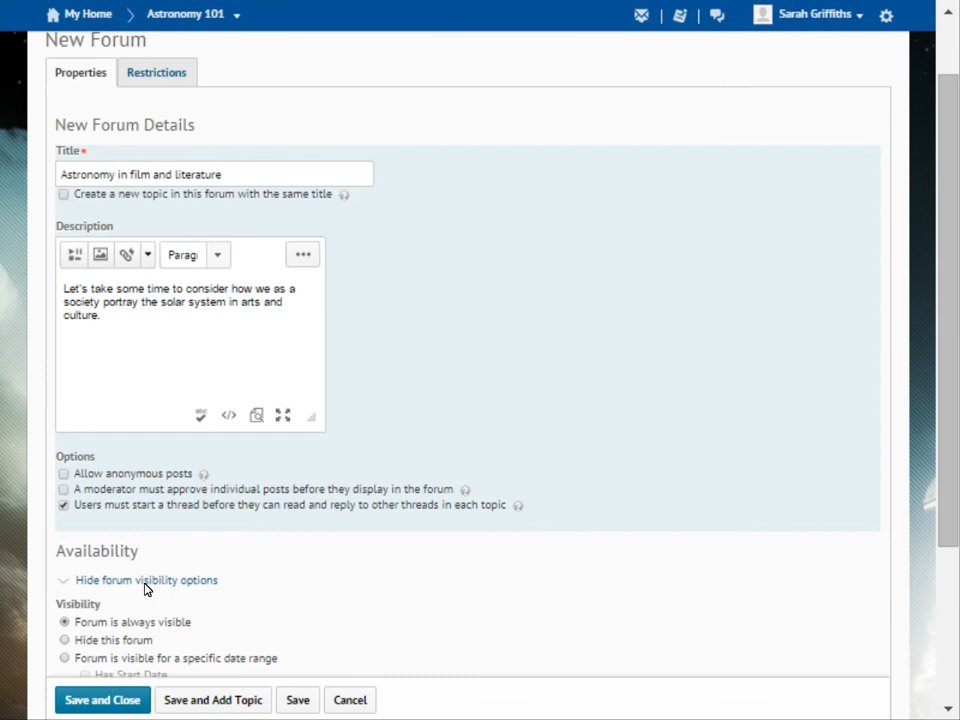 My Home
Astronomy 101
Sarah Griffiths
New Forum
Properties
Restrictions
New Forum Details
Title
Astronomy in film and literature
Create a new topic in this forum with the same title
Description
Parag
Let's take some time to consider how we as a
society portray the solar system in arts and
culture.
Options
Allow anonymous posts
A moderator must approve individual posts before they display in the forum
Users must start a thread before they can read and reply to other threads in each topic
Availability
Hide forum visibility options
Visibility
Forum is always visible
Hide this forum
Forum is visible for a specific date range
Has Start Date
Save and Close
Save and Add Topic
Save
Cancel